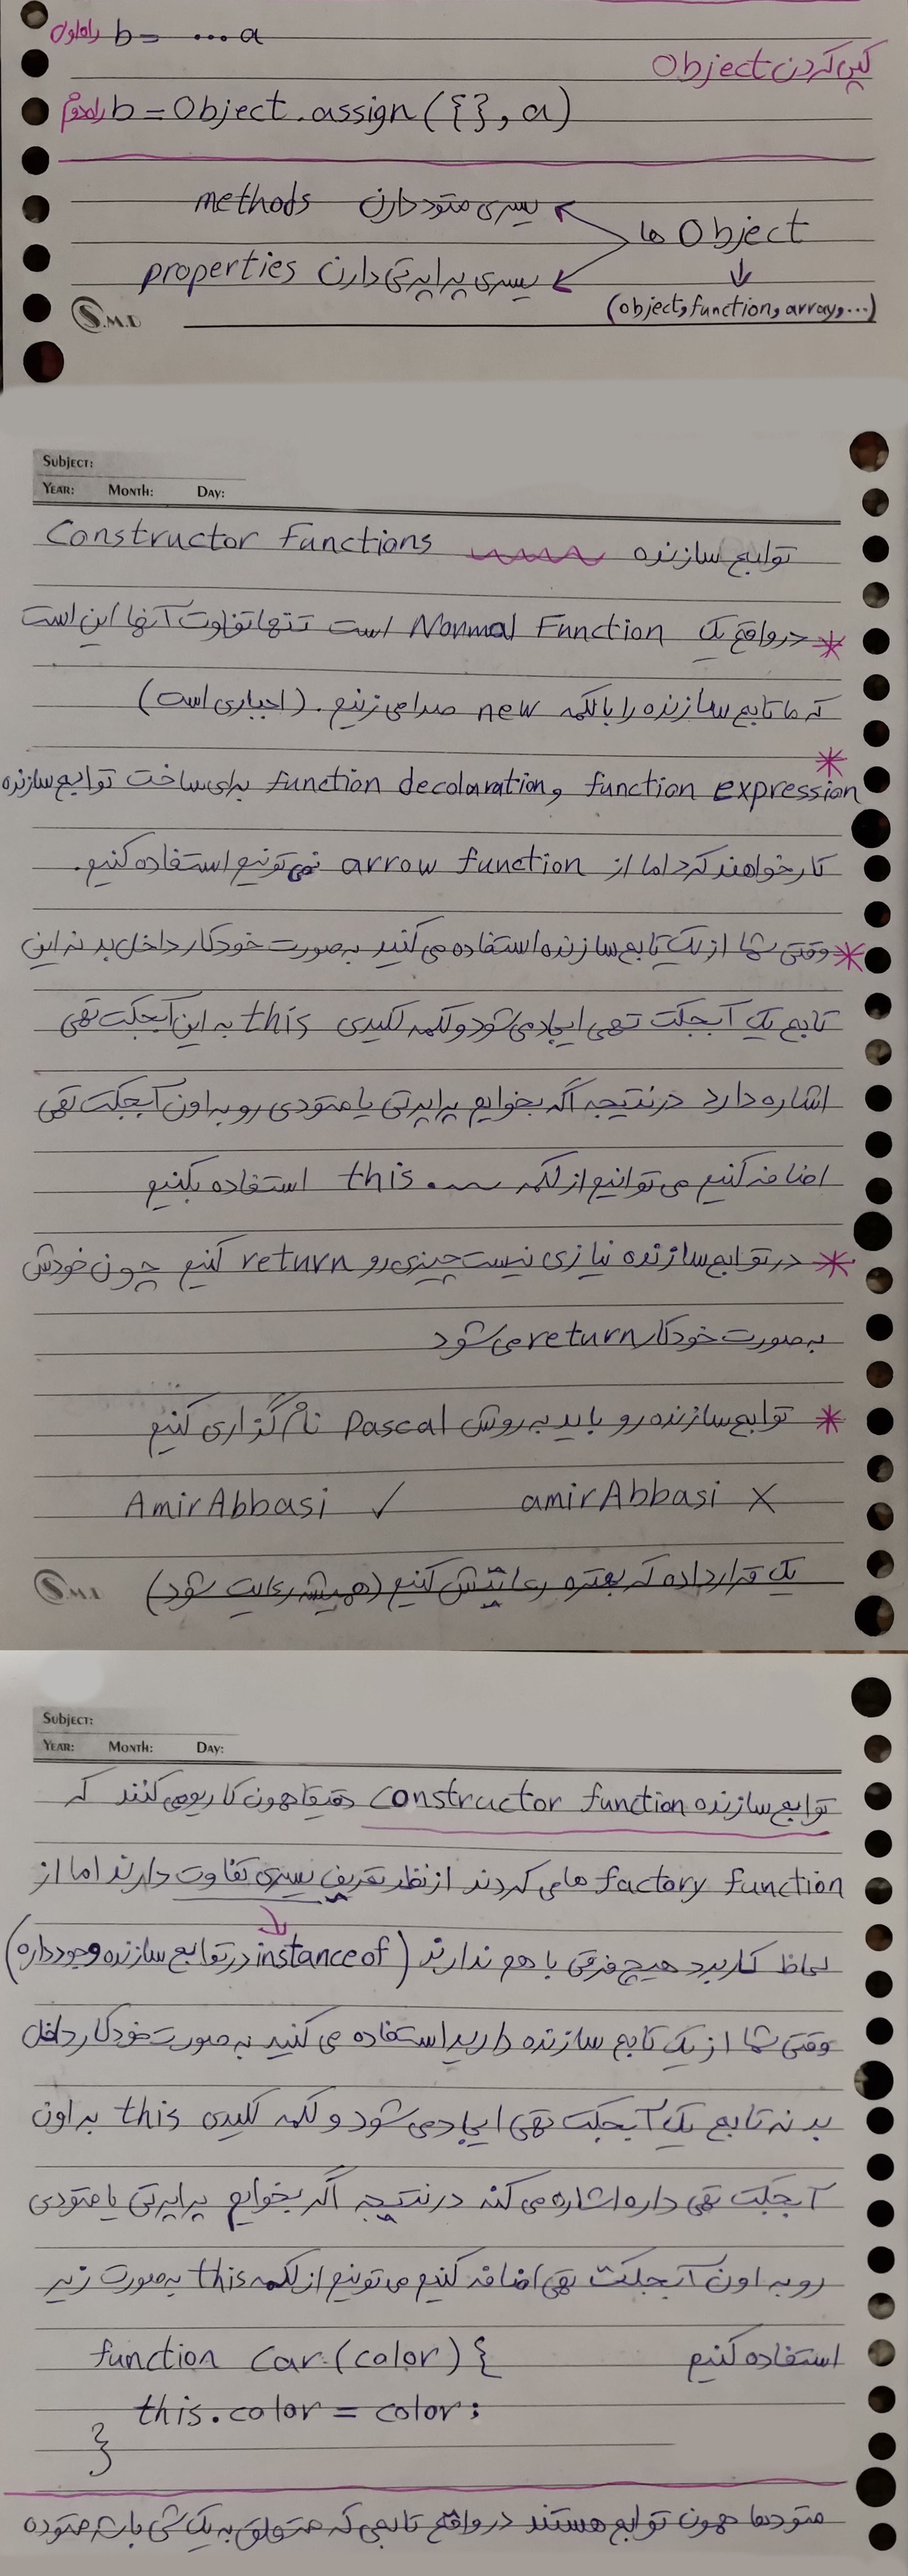 کپی کردن Object
راه اول b = ...a
راه دوم b = Object.assign({}, a)
Object ها
یسری متود دارن methods
یسری پراپرتی دارن properties
(object, function, array, ...)
S.M.D
SUBJECT:
YEAR: MONTH: DAY:
توابع سازنده Constructor Functions
* در واقع یک Normal Function است تنها تفاوت آنها این است
که ما تابع سازنده را با کلمه new صدا می زنیم. (اجباری است)
*
function decolaration, function expression برای ساخت توابع سازنده
کار خواهند کرد اما از arrow function نمی تونیم استفاده کنیم.
* وقتی شما از یک تابع سازنده استفاده می کنید به صورت خودکار داخل بدنه این
تابع یک آبجکت تهی ایجاد می شود و کلمه کلیدی this به این آبجکت تهی
اشاره دارد درنتیجه اگه بخوایم پراپرتی یا متودی رو به اون آبجکت تهی
اضافه کنیم می توانیم از کلمه this. استفاده بکنیم
* در توابع سازنده نیازی نیست چیزی رو return کنیم چون خودش
به صورت خودکار return می شود
* توابع سازنده رو باید به روش Pascal نام گزاری کنیم
amirAbbasi ✗ AmirAbbasi ✓
یک قرارداده که بهتره رعایتش کنیم (همیشه رعایت شود)
S.M.D
SUBJECT:
YEAR: MONTH: DAY:
توابع سازنده constructor function دقیقا همون کار رو می کنند که
factory function ها می کردند از نظر تعریف یسری تفاوت دارند اما از
لحاظ کاربرد هیچ فرقی با هم ندارند (instanceof در توابع سازنده وجود داره)
وقتی شما از یک تابع سازنده دارید استفاده می کنید به صورت خودکار داخل
بدنه تابع یک آبجکت تهی ایجاد می شود و کلمه کلیدی this به اون
آبجکت تهی داره اشاره می کنه درنتیجه اگر بخوایم پراپرتی یا متودی
رو به اون آبجکت تهی اضافه کنیم می تونیم از کلمه this به صورت زیر
استفاده کنیم
function Car(color) {
this.color = color;
}
متودها همون توابع هستند در واقع تابعی که متعلق به یک شی باشه متوده